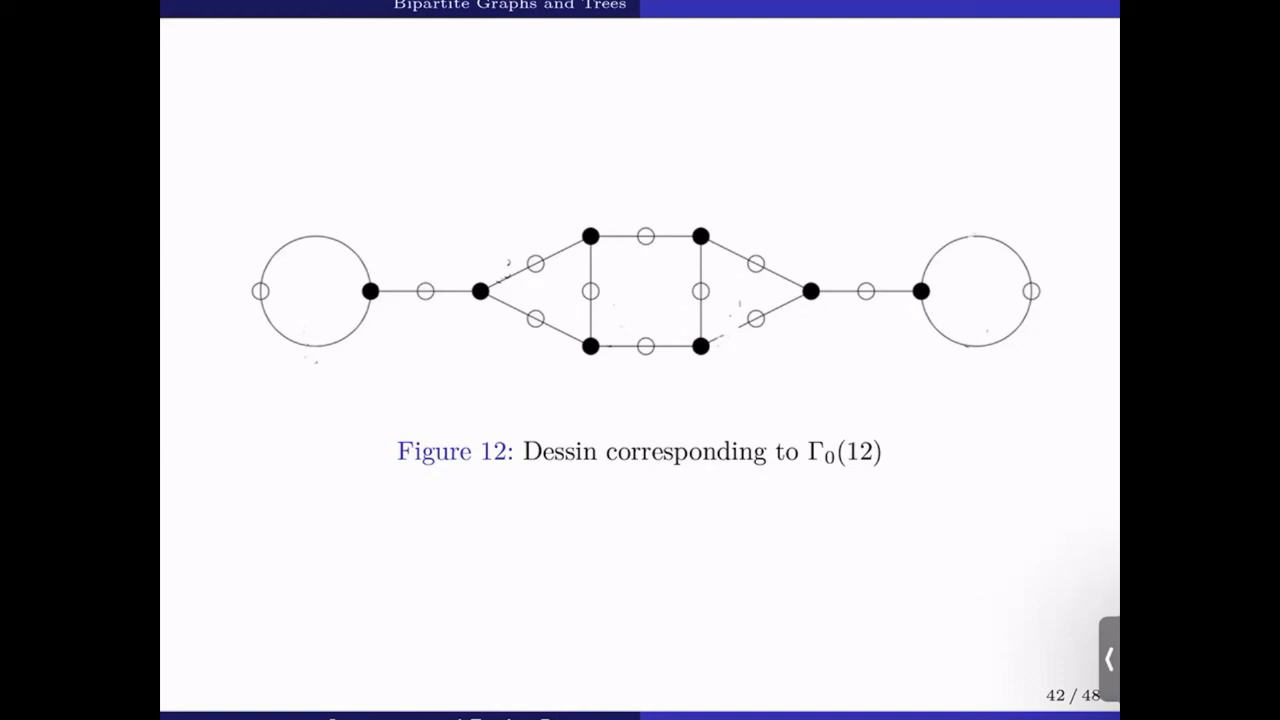 Bipartite Graphs and Trees
Figure 12: Dessin corresponding to Γ₀(12)
42 / 48